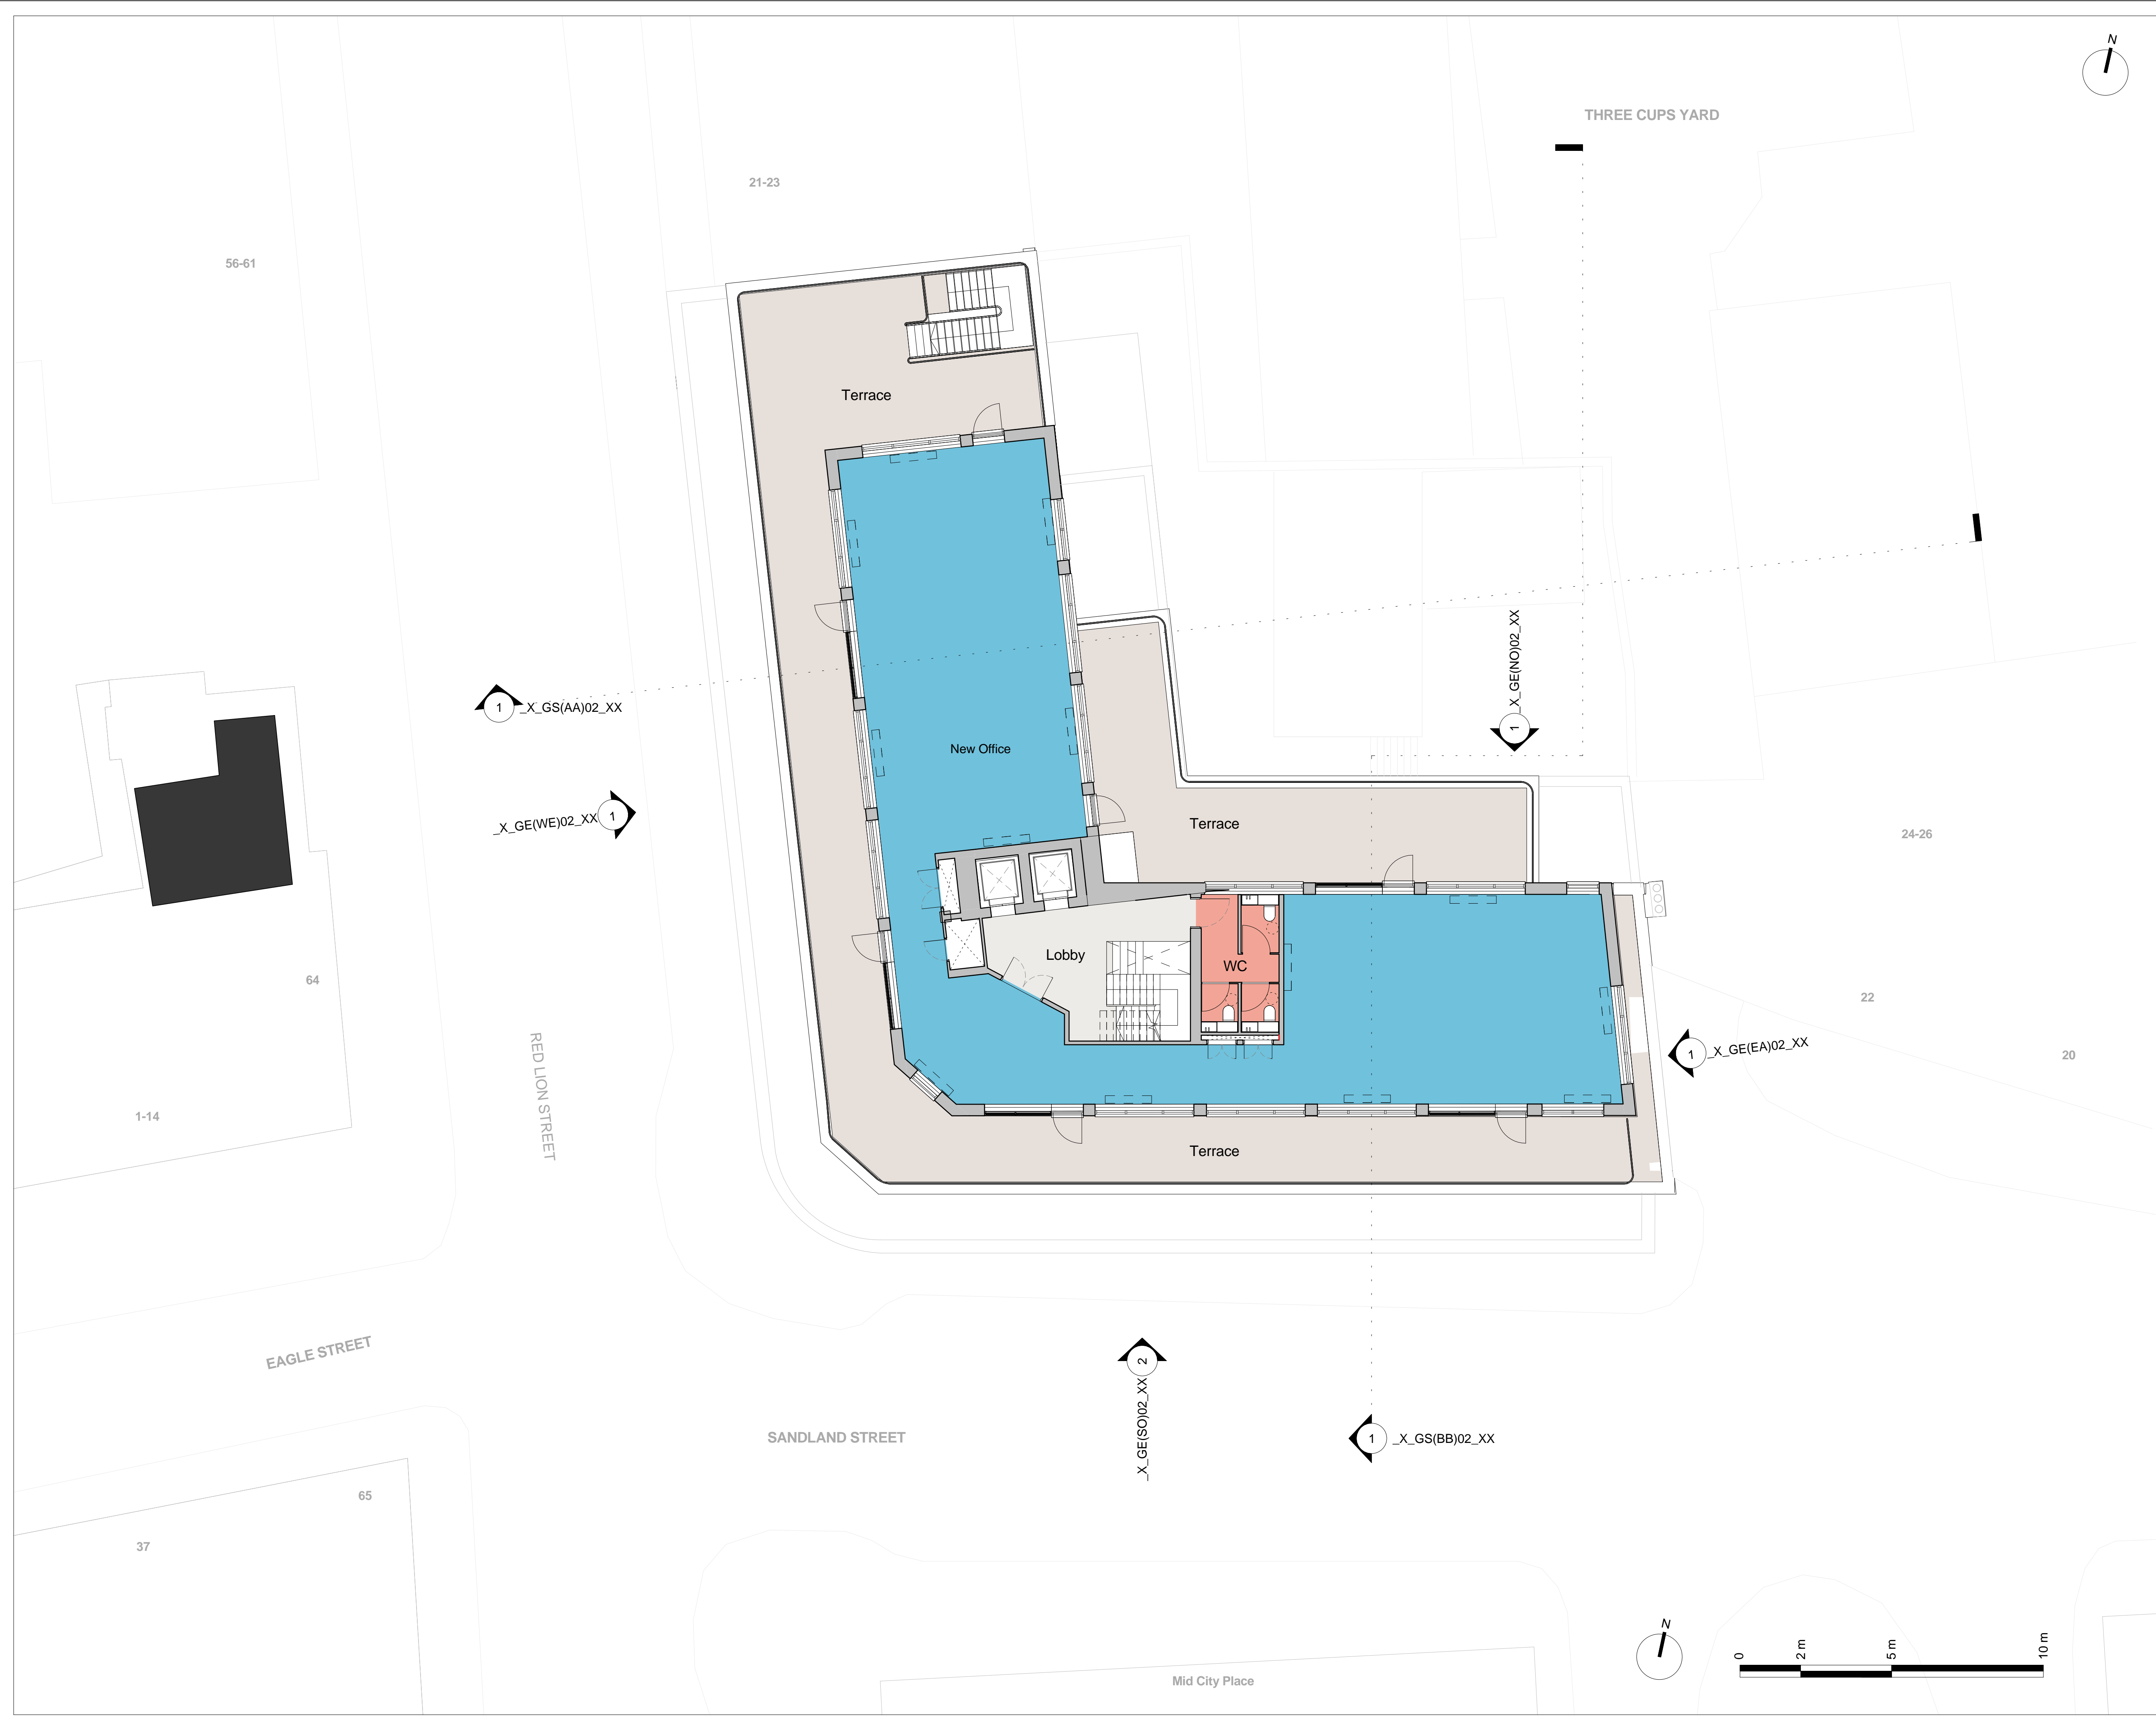 N
THREE CUPS YARD
21-23
56-61
Terrace
_X_GE(NO)02_XX
1
1
_X_GS(AA)02_XX
New Office
_X_GE(WE)02_XX
1
Terrace
24-26
Lobby
WC
64
22
1
_X_GE(EA)02_XX
20
RED LION STREET
1-14
Terrace
EAGLE STREET
2
_X_GE(SO)02_XX
SANDLAND STREET
1
_X_GS(BB)02_XX
65
37
N
0
2 m
5 m
10 m
Mid City Place